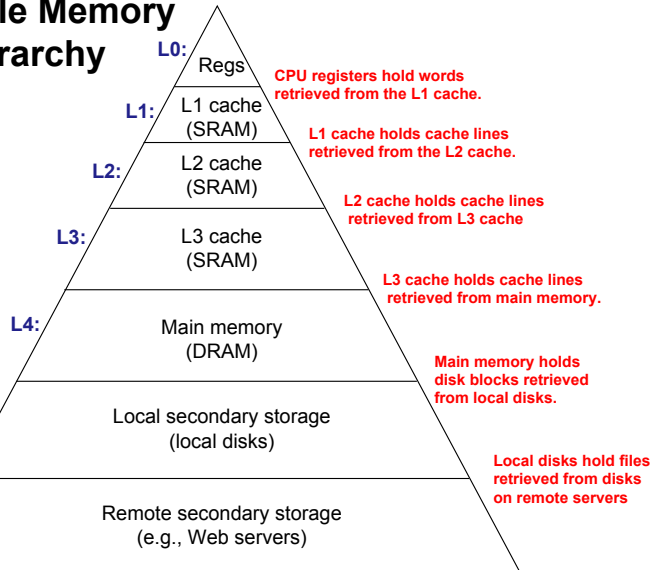 le Memory
rarchy
L0:
Regs
CPU registers hold words
retrieved from the L1 cache.
L1:
L1 cache
(SRAM)
L1 cache holds cache lines
retrieved from the L2 cache.
L2:
L2 cache
(SRAM)
L2 cache holds cache lines
retrieved from L3 cache
L3:
L3 cache
(SRAM)
L3 cache holds cache lines
retrieved from main memory.
L4:
Main memory
(DRAM)
Main memory holds
disk blocks retrieved
from local disks.
Local secondary storage
(local disks)
Local disks hold files
retrieved from disks
on remote servers
Remote secondary storage
(e.g., Web servers)